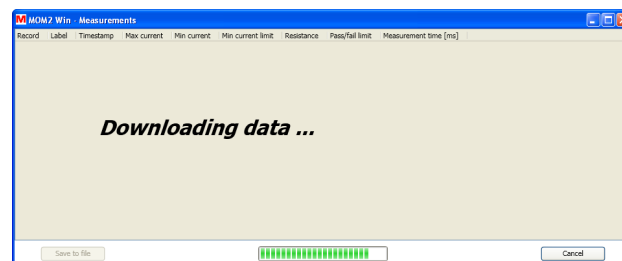 M MOM2 Win - Measurements
Record Label Timestamp Max current Min current Min current limit Resistance Pass/fail limit Measurement time [ms]
Downloading data ...
Save to file Cancel